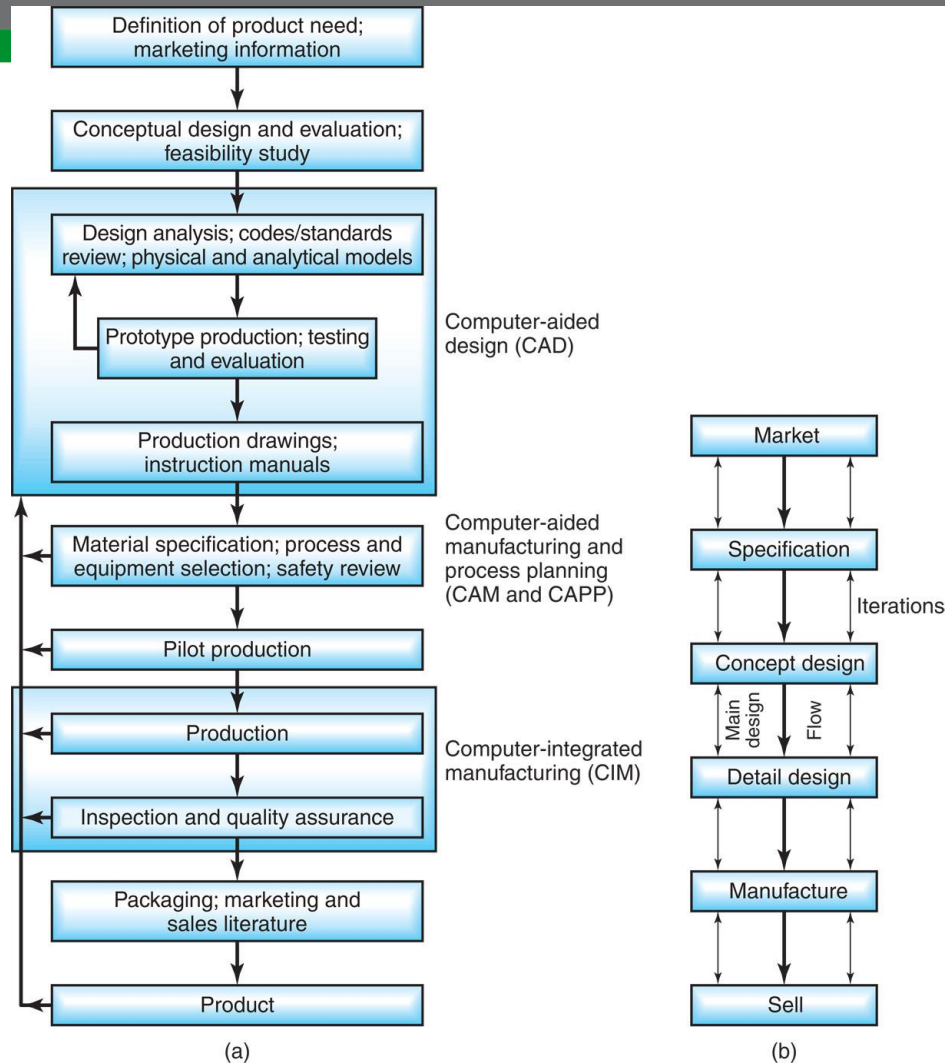 Definition of product need;
marketing information
Conceptual design and evaluation;
feasibility study
Design analysis; codes/standards
review; physical and analytical models
Prototype production; testing
and evaluation
Production drawings;
instruction manuals
Computer-aided
design (CAD)
Material specification; process and
equipment selection; safety review
Computer-aided
manufacturing and
process planning
(CAM and CAPP)
Pilot production
Production
Inspection and quality assurance
Computer-integrated
manufacturing (CIM)
Packaging; marketing and
sales literature
Product
(a)
Market
Specification
Iterations
Concept design
Main
design
Flow
Detail design
Manufacture
Sell
(b)